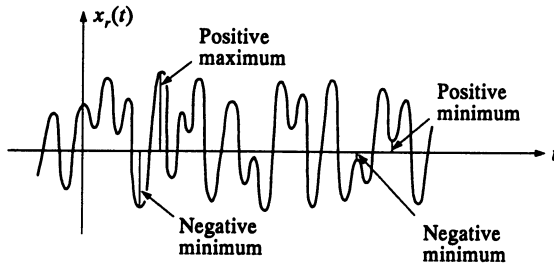 x_r(t)
Positive
maximum
Positive
minimum
t
Negative
minimum
Negative
minimum